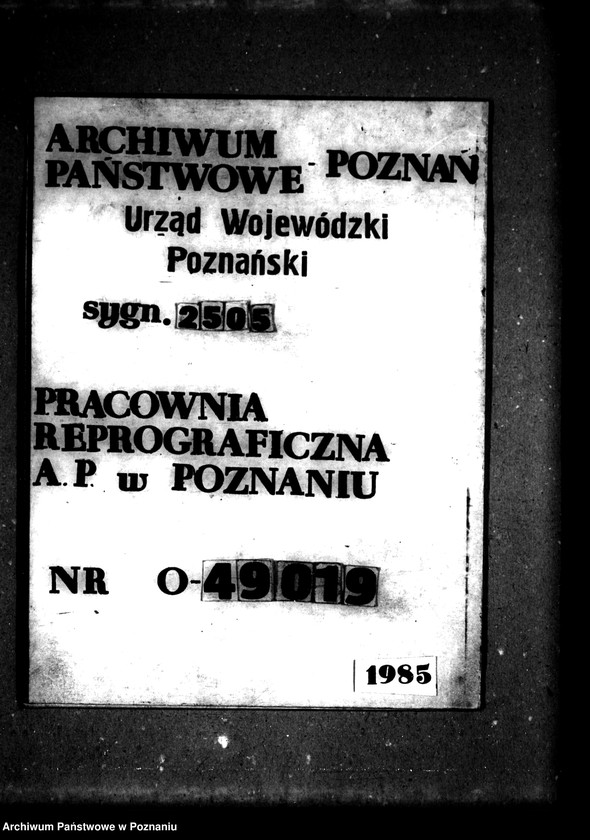 ARCHIWUM
PAŃSTWOWE - POZNAŃ
Urząd Wojewódzki
Poznański
sygn. 2505
PRACOWNIA
REPROGRAFICZNA
A. P. w POZNANIU
NR O-49019
1985
Archiwum Państwowe w Poznaniu